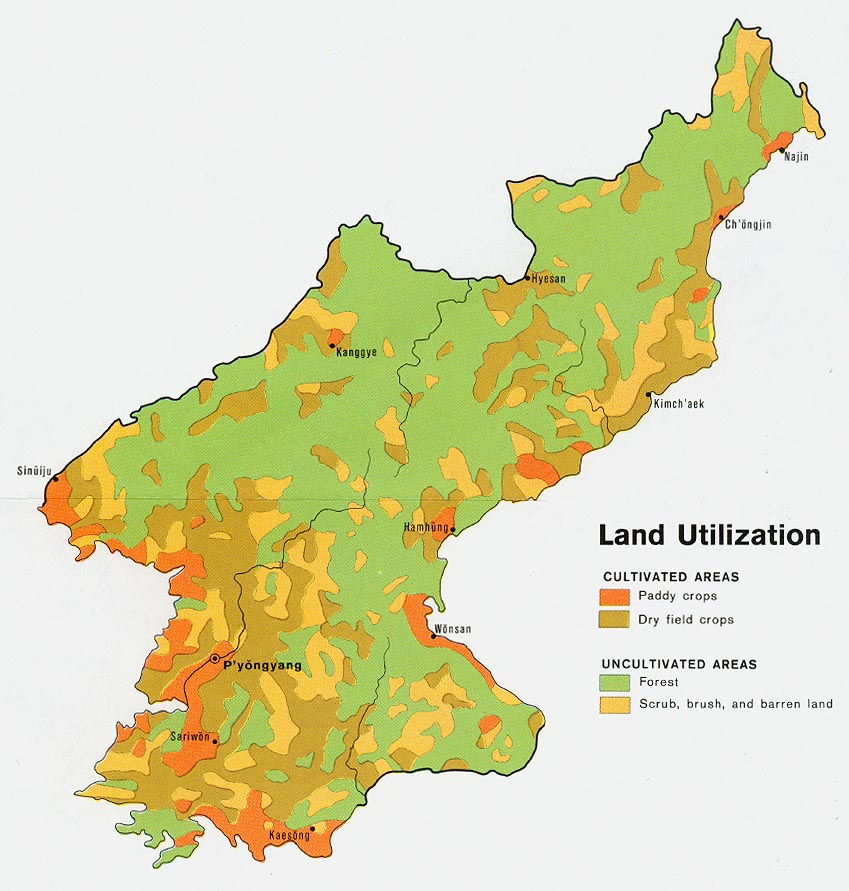 Najin
Ch'ŏngjin
Hyesan
Kanggye
Kimch'aek
Sinŭiju
Hamhŭng
Wŏnsan
P'yŏngyang
Sariwŏn
Kaesŏng
Land Utilization
CULTIVATED AREAS
Paddy crops
Dry field crops
UNCULTIVATED AREAS
Forest
Scrub, brush, and barren land